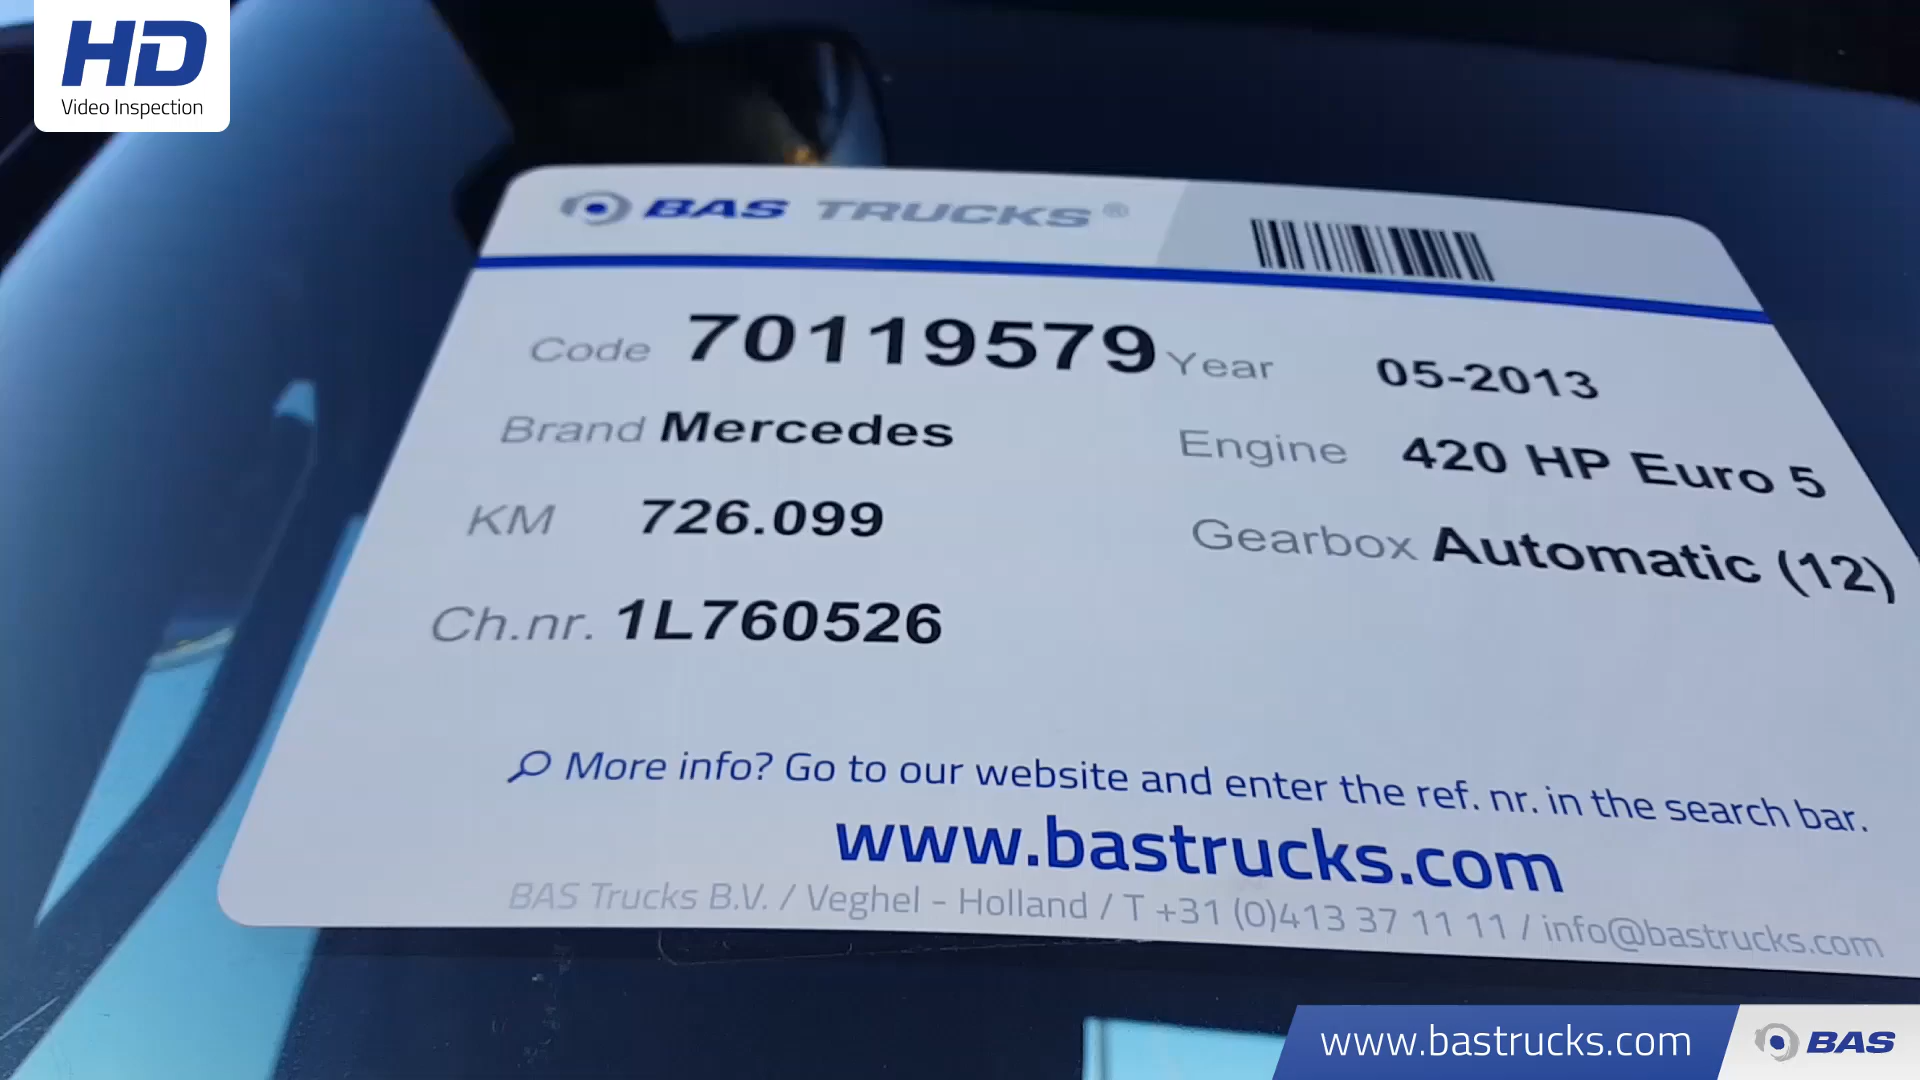 HD
Video Inspection
BAS TRUCKS®
Code 70119579 Year 05-2013
Brand Mercedes Engine 420 HP Euro 5
KM 726.099 Gearbox Automatic (12)
Ch.nr. 1L760526
More info? Go to our website and enter the ref. nr. in the search bar.
www.bastrucks.com
BAS Trucks B.V. / Veghel - Holland / T +31 (0)413 37 11 11 / info@bastrucks.com
www.bastrucks.com BAS